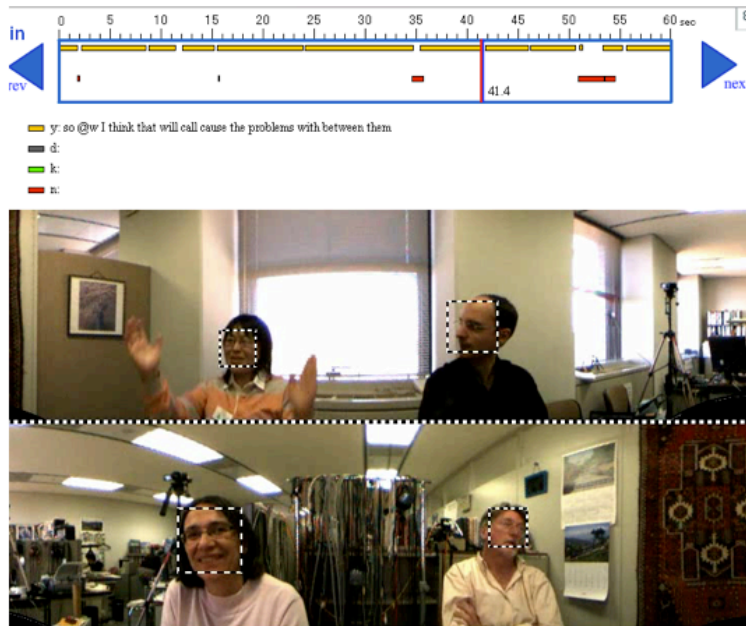 0 5 10 15 20 25 30 35 40 45 50 55 60 sec
in
rev
nex
41.4
y: so @w I think that will call cause the problems with between them
d:
k:
n: